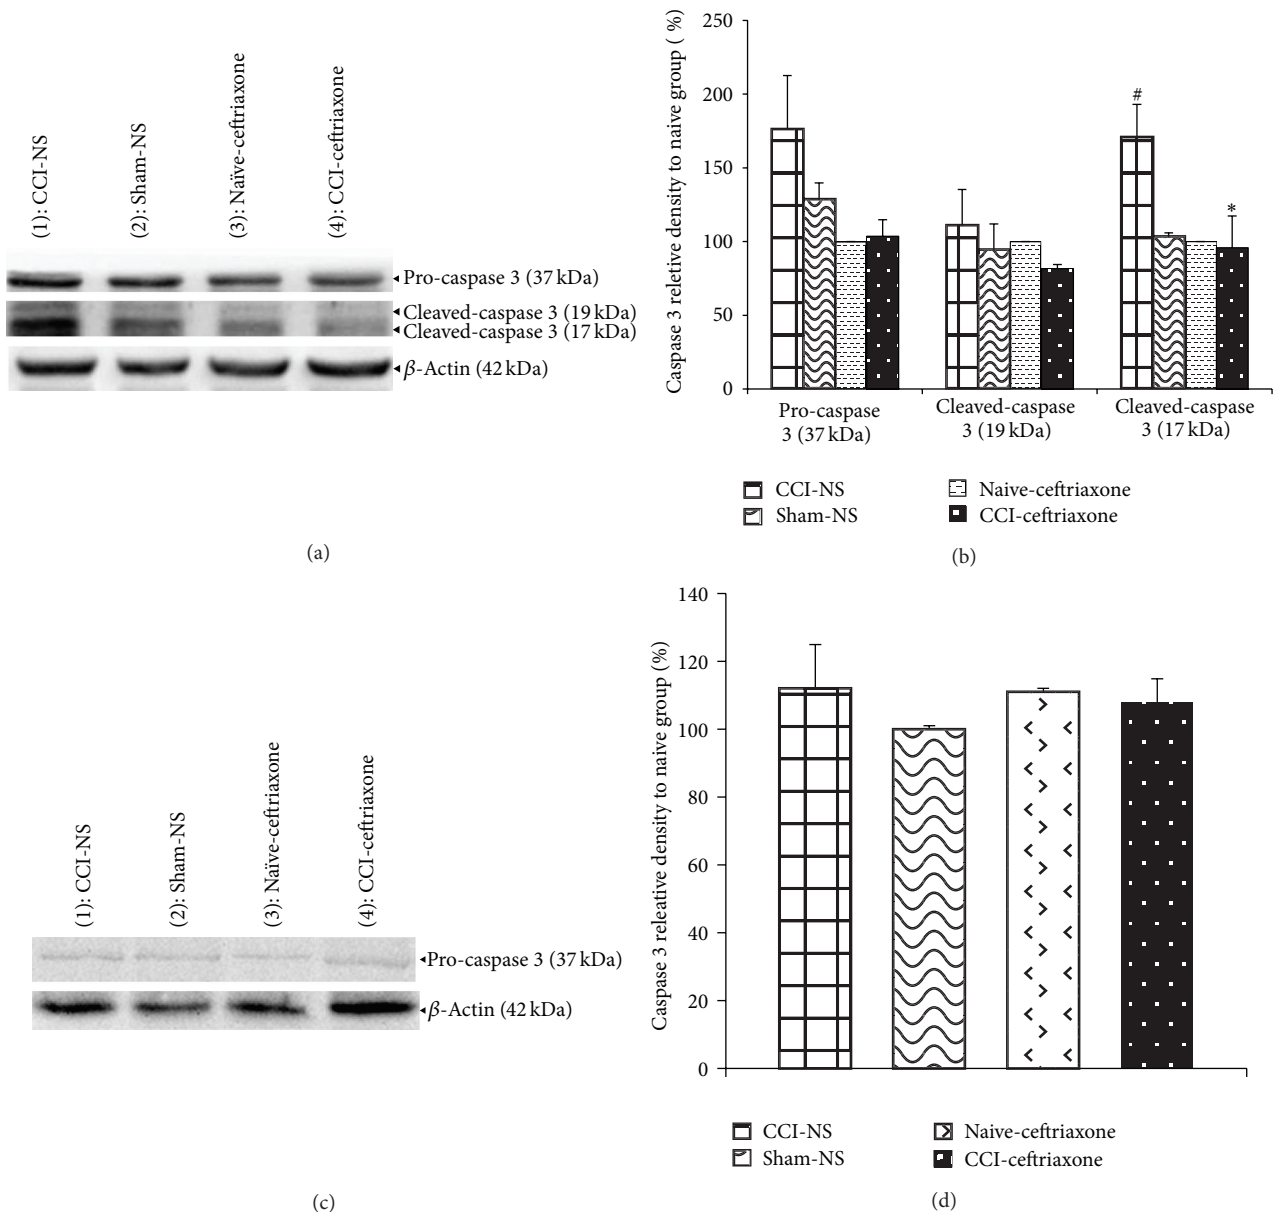 (1): CCI-NS
(2): Sham-NS
(3): Naïve-ceftriaxone
(4): CCI-ceftriaxone
Pro-caspase 3 (37 kDa)
Cleaved-caspase 3 (19 kDa)
Cleaved-caspase 3 (17 kDa)
β-Actin (42 kDa)
(a)
Caspase 3 reletive density to naive group ( %)
250
200
150
100
50
0
#
*
Pro-caspase
3 (37 kDa)
Cleaved-caspase
3 (19 kDa)
Cleaved-caspase
3 (17 kDa)
CCI-NS
Sham-NS
Naive-ceftriaxone
CCI-ceftriaxone
(b)
(1): CCI-NS
(2): Sham-NS
(3): Naïve-ceftriaxone
(4): CCI-ceftriaxone
Pro-caspase 3 (37 kDa)
β-Actin (42 kDa)
(c)
Caspase 3 releative density to naive group (%)
140
120
100
80
60
40
20
0
CCI-NS
Sham-NS
Naive-ceftriaxone
CCI-ceftriaxone
(d)